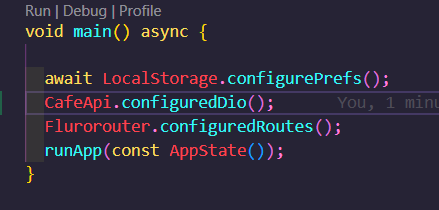 Run | Debug | Profile
void main() async {
await LocalStorage.configurePrefs();
CafeApi.configuredDio(); You, 1 minu
Flurorouter.configuredRoutes();
runApp(const AppState());
}